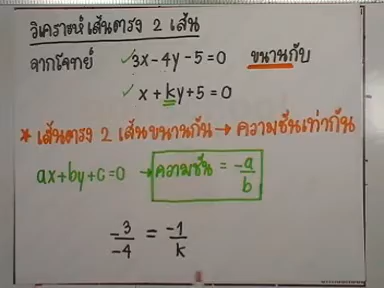 วิเคราะห์เส้นตรง 2 เส้น
จากโจทย์ ✓3x-4y-5=0 ขนานกับ
✓ x+ky+5=0
* เส้นตรง 2 เส้นขนานกัน → ความชันเท่ากัน
ax+by+c=0 → ความชัน = -a/b
-3/-4 = -1/k